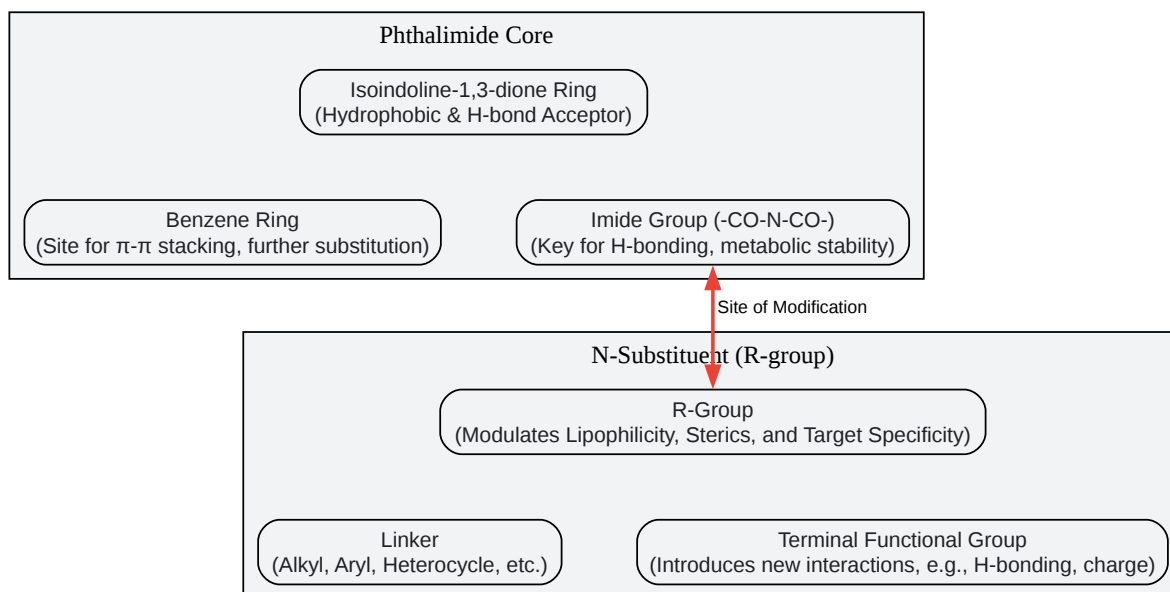 Phthalimide Core
Isoindoline-1,3-dione Ring
(Hydrophobic & H-bond Acceptor)
Benzene Ring
(Site for π-π stacking, further substitution)
Imide Group (-CO-N-CO-)
(Key for H-bonding, metabolic stability)
Site of Modification
N-Substituent (R-group)
R-Group
(Modulates Lipophilicity, Sterics, and Target Specificity)
Linker
(Alkyl, Aryl, Heterocycle, etc.)
Terminal Functional Group
(Introduces new interactions, e.g., H-bonding, charge)